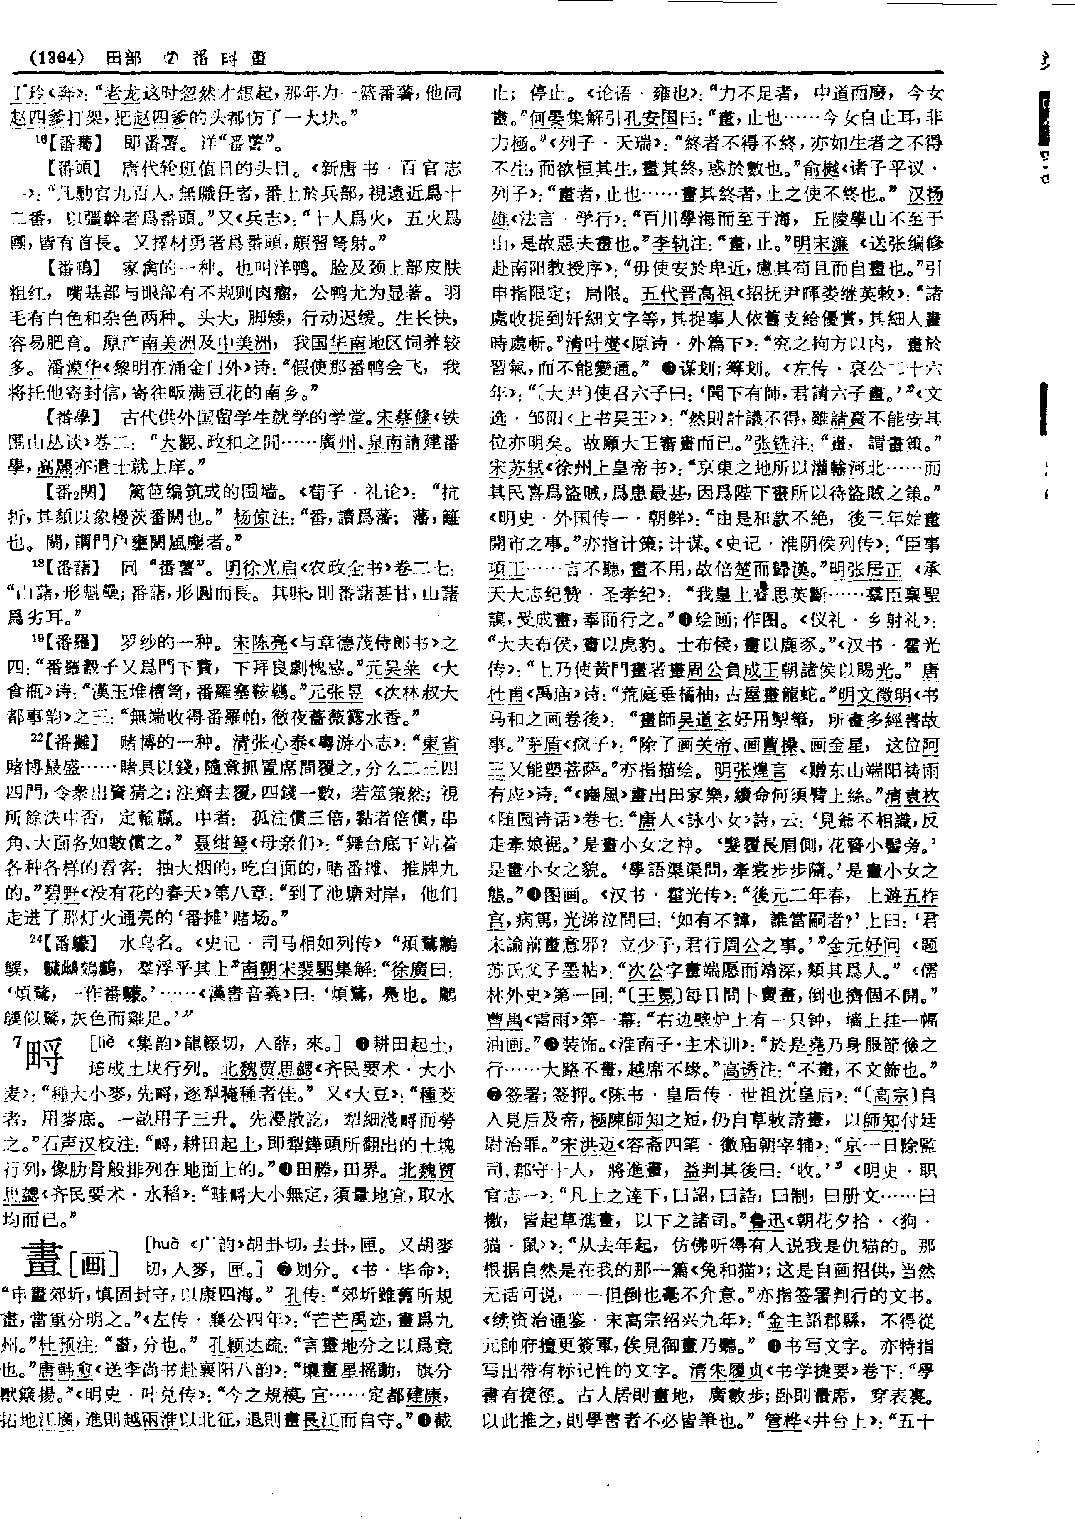 (1364) 田部 ⑦ 番 畤 畫
丁玲《奔》：“老龙这时忽然才想起，那年为一篮番薯，他同
赵四爹打架，把赵四爹的头都伤了一大块。”
【番薥】 即番薯。洋“番薯”。
【番頭】 唐代轮班值日的头目。《新唐书·百官志
一》：“凡勳官九百人，無職任者，番上於兵部，視遠近爲十
二番，以彊幹者爲番頭。”又《兵志》：“十人爲火，五火爲
團，皆有首長。又擇材勇者爲番頭，頗習弩射。”
【番鴨】 家禽的一种。也叫洋鸭。脸及颈上部皮肤
粗红，嘴基部与眼部有不规则肉瘤，公鸭尤为显著。羽
毛有白色和杂色两种。头大，脚矮，行动迟缓。生长快，
容易肥育。原产南美洲及中美洲，我国华南地区饲养较
多。潘漠华《黎明在涌金门外》诗：“假使那番鸭会飞，我
将托他寄封信，寄往畈满豆花的南乡。”
【番學】 古代供外国留学生就学的学堂。宋蔡絛《铁
围山丛谈》卷二：“大觀、政和之間……廣州、泉南請建番
學，高麗亦遣士就上庠。”
【番2閼】 篱笆编筑成的围墙。《荀子·礼论》：“抗
折，其䫉以象槾茨番閼也。”杨倞注：“番，讀爲藩；藩，籬
也。閼，謂門户壅閼風塵者。”
【番藷】 同“番薯”。明徐光启《农政全书》卷二七：
“山藷，形魁壘；番藷，形圆而長。其味，則番藷甚甘，山藷
爲劣耳。”
【番羅】 罗纱的一种。宋陈亮《与章德茂侍郎书》之
四：“番羅縠子又爲門下費，下拜良劇愧惑。”元吴莱《大
食瓶》诗：“漢玉堆檀笥，番羅塞鞍韉。”元张昱《次林叔大
都事韵》之三：“無端收得番羅帕，徹夜薔薇露水香。”
【番攤】 赌博的一种。清张心泰《粤游小志》：“東省
賭博最盛……賭具以錢，隨意抓置席間覆之，分么二三四
四門，令衆出資猜之；注齊去覆，四錢一數，若筮策然；視
所餘决中否，定輸贏。中者：孤注償三倍，黏者倍償，串
角、大面各如數償之。”聂绀弩《母亲们》：“舞台底下站着
各种各样的看客：抽大烟的，吃白面的，赌番摊、推牌九
的。”碧野《没有花的春天》第八章：“到了池塘对岸，他们
走进了那灯火通亮的‘番摊’赌场。”
水鸟名。《史记·司马相如列传》“煩鶩鷛
羣浮乎其上”南朝宋裴駰集解：“徐廣曰：
‘煩鶩，一作番䴌。’……《漢書音義》曰：‘煩鶩，鳧也。鷛
似鶩，灰色而雞足。’”
7畤 [liè 《集韵》龍輟切，入薛，來。] ❶耕田起土，
培成土块行列。北魏贾思勰《齐民要术·大小
麦》：“種大小麥，先畤，逐犁稀種者佳。”又《大豆》：“種茭
者，用麥底。一畝用子三升。先漫散訖，犁細淺畤而勞
之。”石声汉校注：“畤，耕田起土，即犁鏵頭所翻出的土塊
行列，像肋骨般排列在地面上的。”❷田塍，田界。北魏贾
思勰《齐民要术·水稻》：“畦畤大小無定，須量地宜，取水
均而已。”
畫[画] [huà 《广韵》胡卦切，去卦，匣。又胡麥
切，入麥，匣。] ❶划分。《书·毕命》：
“申畫郊圻，慎固封守，以康四海。”孔传：“郊圻雖舊所規
畫，當重分明之。”《左传·襄公四年》：“芒芒禹迹，畫爲九
州。”杜预注：“畫，分也。”孔颖达疏：“言畫地分之以爲竟
也。”唐韩愈《送李尚书赴襄阳八韵》：“壤畫星搖動，旗分
獸簸揚。”《明史·叶兑传》：“今之規模，宜……定都建康，
拓地江廣，進則越兩淮以北征，退則畫長江而自守。”❷截
止；停止。《论语·雍也》：“力不足者，中道而廢，今女
畫。”何晏集解引孔安国曰：“畫，止也……今女自止耳，非
力極。”《列子·天瑞》：“終者不得不終，亦如生者之不得
不生；而欲恒其生，畫其終，惑於數也。”俞樾《诸子平议·
列子》：“畫者，止也……畫其終者，止之使不終也。”汉扬
雄《法言·学行》：“百川學海而至于海，丘陵學山不至于
山，是故惡夫畫也。”李轨注：“畫，止。”明宋濂《送张编修
赴南阳教授序》：“毋使安於卑近，慮其苟且而自畫也。”引
申指限定；局限。五代晋高祖《招抚尹晖娄继英敕》：“諸
處收捉到奸細文字等，其捉事人依舊支給優賞，其細人畫
時處斬。”清叶燮《原诗·外篇下》：“究之拘方以内，畫於
習氣，而不能變通。”❸谋划；筹划。《左传·哀公二十六
年》：“〔大尹〕使召六子曰：‘聞下有師，君請六子畫。’”《文
选·邹阳〈上书吴王〉》：“然則計議不得，雖諸賁不能安其
位亦明矣。故願大王審畫而已。”张铣注：“畫，謂畫策。”
宋苏轼《徐州上皇帝书》：“京東之地所以灌輸河北……而
其民喜爲盜賊，爲患最甚，因爲陛下畫所以待盜賊之策。”
《明史·外国传一·朝鲜》：“由是和款不絶，後三年始畫
開市之事。”亦指计策；计谋。《史记·淮阴侯列传》：“臣事
項王……言不聽，畫不用，故倍楚而歸漢。”明张居正《承
天大志纪赞·圣孝纪》：“我皇上睿思英斷……羣臣禀聖
謨，受成畫，奉而行之。”❹绘画；作图。《仪礼·乡射礼》：
“大夫布侯，畫以虎豹。士布侯，畫以鹿豕。”《汉书·霍光
传》：“上乃使黄門畫者畫周公負成王朝諸侯以賜光。”唐
杜甫《禹庙》诗：“荒庭垂橘柚，古屋畫龍蛇。”明文徵明《书
马和之画卷後》：“畫師吴道玄好用掣筆，所畫多經書故
事。”茅盾《疯子》：“除了画关帝、画曹操、画金星，这位阿
三又能塑菩萨。”亦指描绘。明张煌言《赠东山端阳祷雨
有应》诗：“《豳風》畫出田家樂，續命何須臂上絲。”清袁枚
《随园诗话》卷七：“唐人《詠小女》詩，云：‘見爺不相識，反
走牽娘裾。’是畫小女之神。‘髮覆長眉側，花簪小髻旁。’
是畫小女之貌。‘學語渠渠問，牽裳步步隨。’是畫小女之
態。”❺图画。《汉书·霍光传》：“後元二年春，上遊五柞
宫，病篤，光涕泣問曰：‘如有不諱，誰當嗣者？’上曰：‘君
未諭前畫意邪？立少子，君行周公之事。’”金元好问《题
苏氏父子墨帖》：“次公字畫端愿而靖深，類其爲人。”《儒
林外史》第一回：“〔王冕〕每日問卜賣畫，倒也擠個不開。”
曹禺《雷雨》第一幕：“右边壁炉上有一只钟，墙上挂一幅
油画。”❻装饰。《淮南子·主术训》：“於是堯乃身服節儉之
行……大路不畫，越席不緣。”高诱注：“不畫，不文飾也。”
❼签署；签押。《陈书·皇后传·世祖沈皇后》：“〔高宗〕自
入見后及帝，極陳師知之短，仍自草敕請畫，以師知付廷
尉治罪。”宋洪迈《容斋四笔·徽庙朝宰辅》：“京一日除監
司、郡守十人，將進畫，益判其後曰：‘收。’”《明史·职
官志一》：“凡上之達下，曰詔，曰誥，曰制，曰册文……曰
檄，皆起草進畫，以下之諸司。”鲁迅《朝花夕拾·〈狗·
猫·鼠〉》：“从去年起，仿佛听得有人说我是仇猫的。那
根据自然是在我的那一篇《兔和猫》；这是自画招供，当然
无话可说，——但倒也毫不介意。”亦指签署判行的文书。
《续资治通鉴·宋高宗绍兴九年》：“金主詔郡縣，不得從
元帥府擅更簽軍，俟見御畫乃聽。”❽书写文字。亦特指
写出带有标记性的文字。清朱履贞《书学捷要》卷下：“學
書有捷徑。古人居則畫地，廣數步；卧則畫席，穿表裏。
以此推之，則學書者不必皆筆也。”管桦《井台上》：“五十